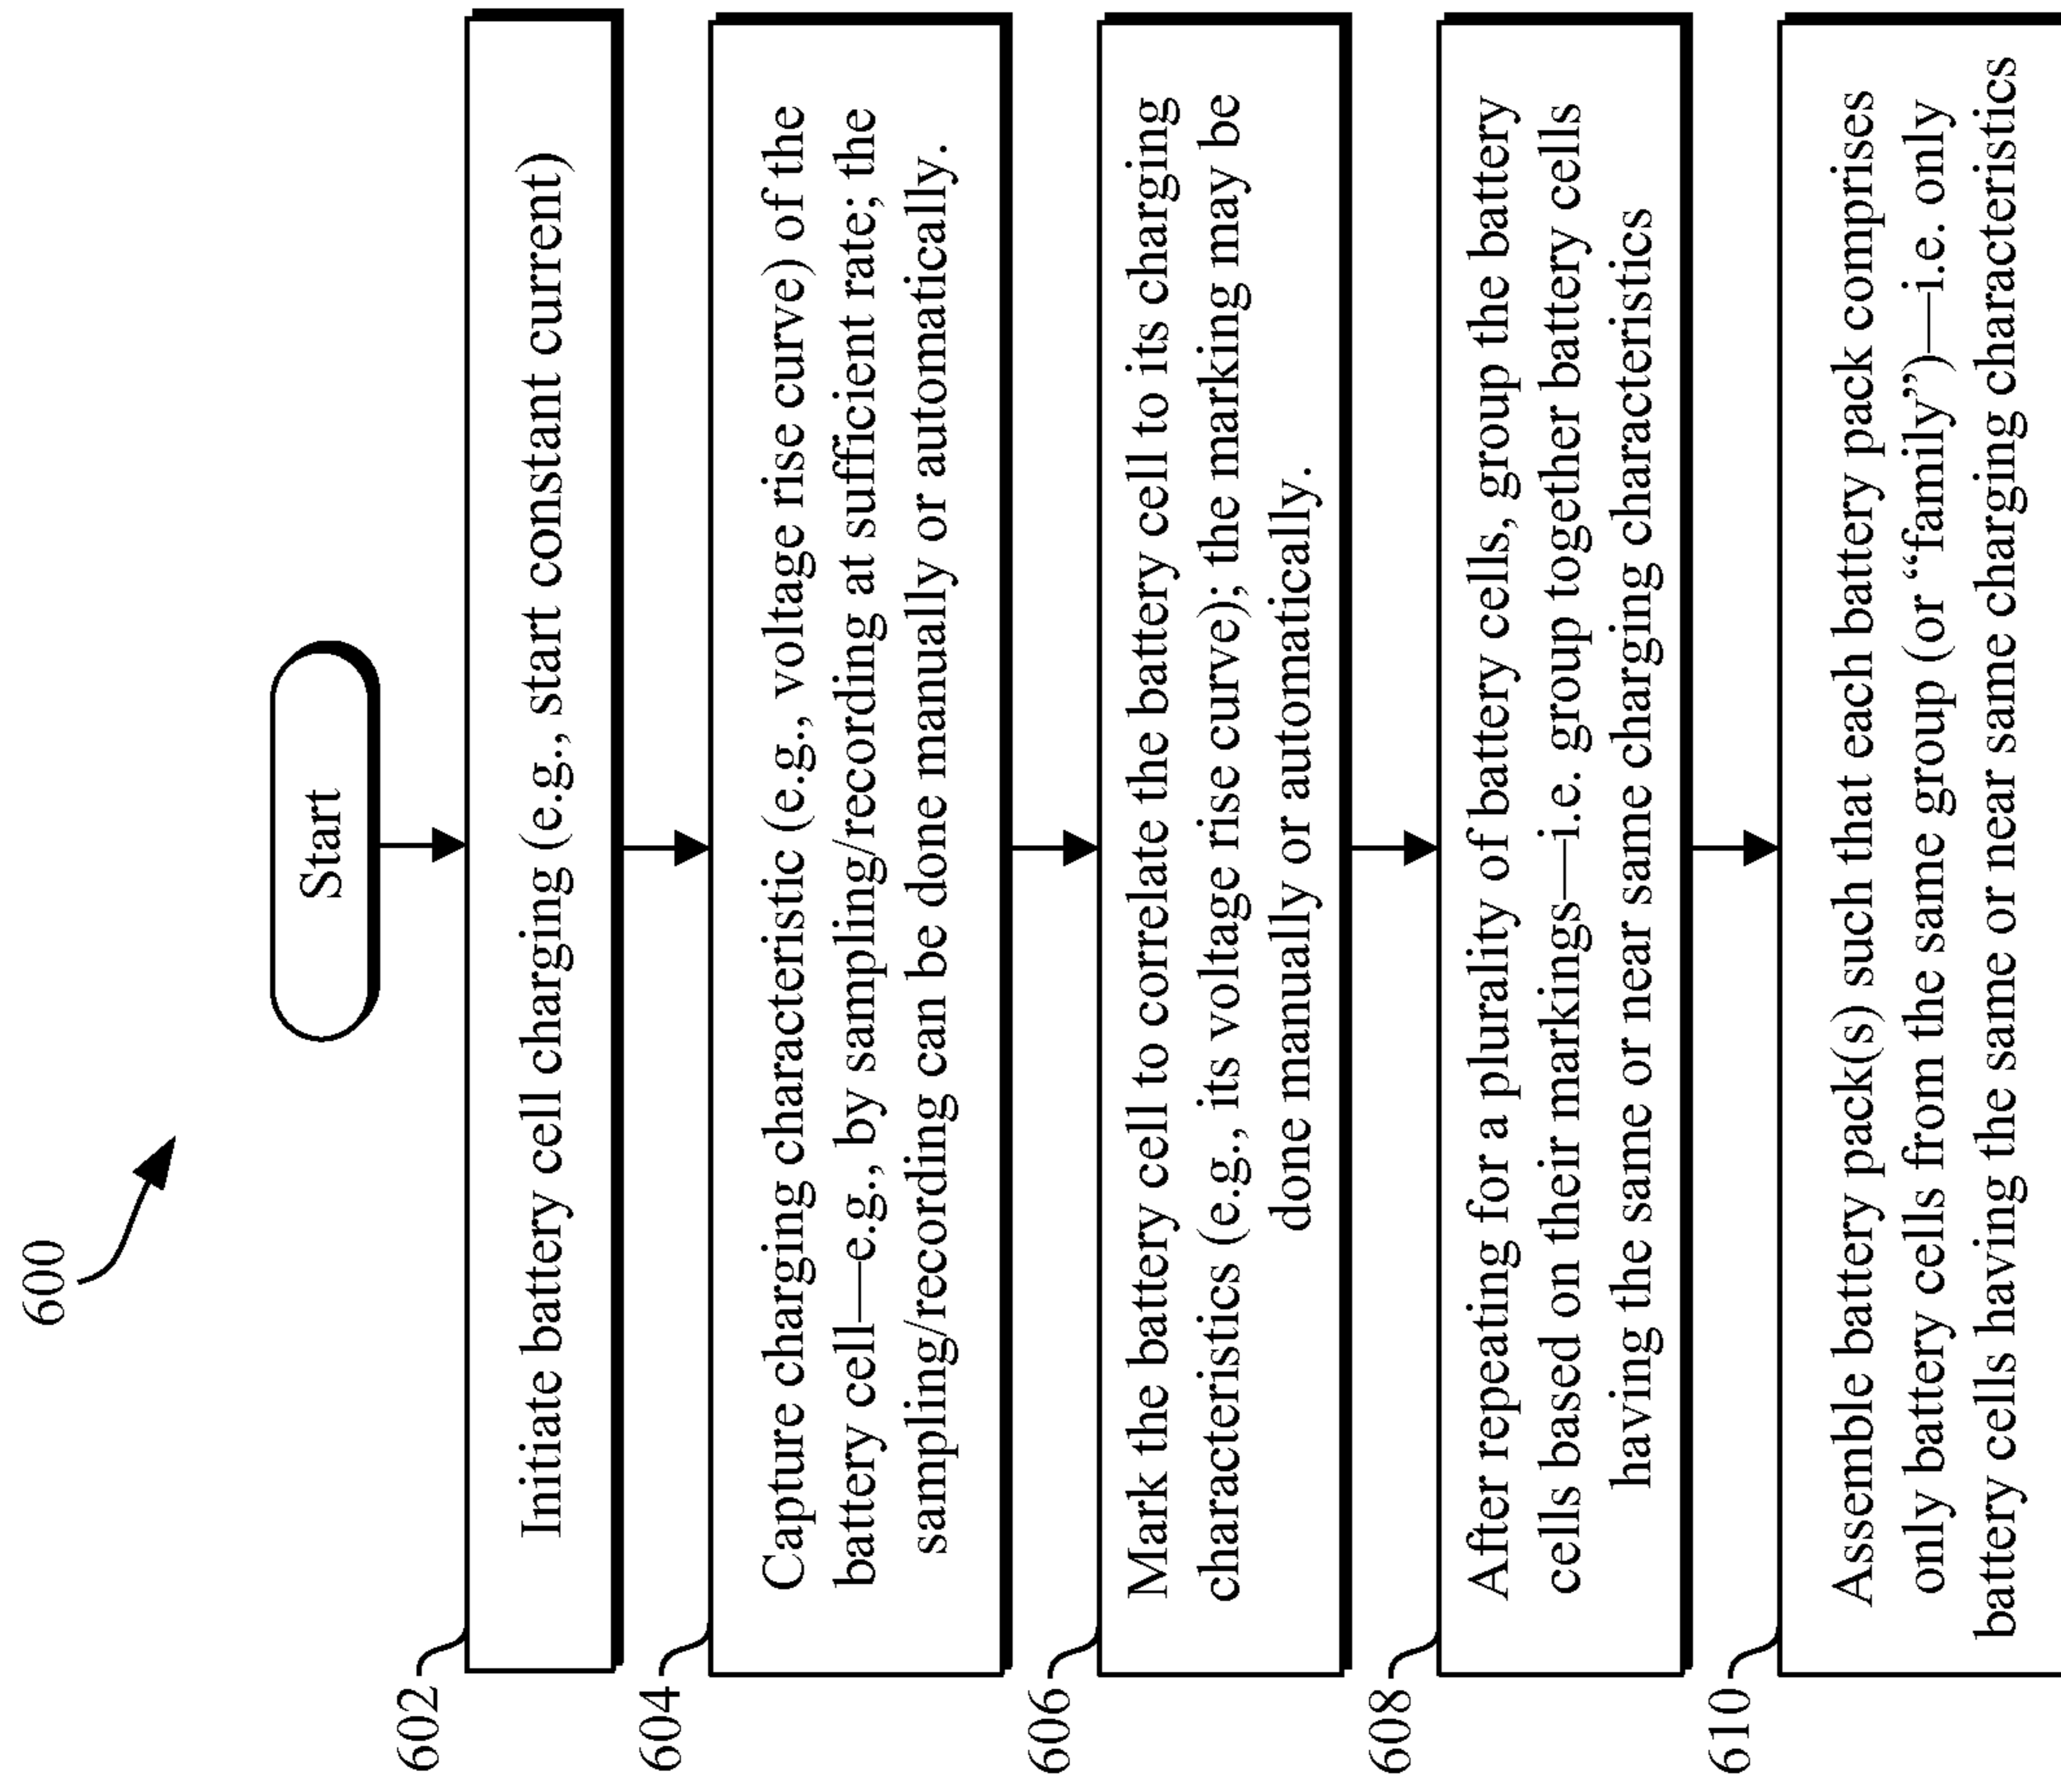 600
Start
602
Initiate battery cell charging (e.g., start constant current)
604
Capture charging characteristic (e.g., voltage rise curve) of the
battery cell—e.g., by sampling/recording at sufficient rate; the
sampling/recording can be done manually or automatically.
606
Mark the battery cell to correlate the battery cell to its charging
characteristics (e.g., its voltage rise curve); the marking may be
done manually or automatically.
608
After repeating for a plurality of battery cells, group the battery
cells based on their markings—i.e. group together battery cells
having the same or near same charging characteristics
610
Assemble battery pack(s) such that each battery pack comprises
only battery cells from the same group (or “family”)—i.e. only
battery cells having the same or near same charging characteristics